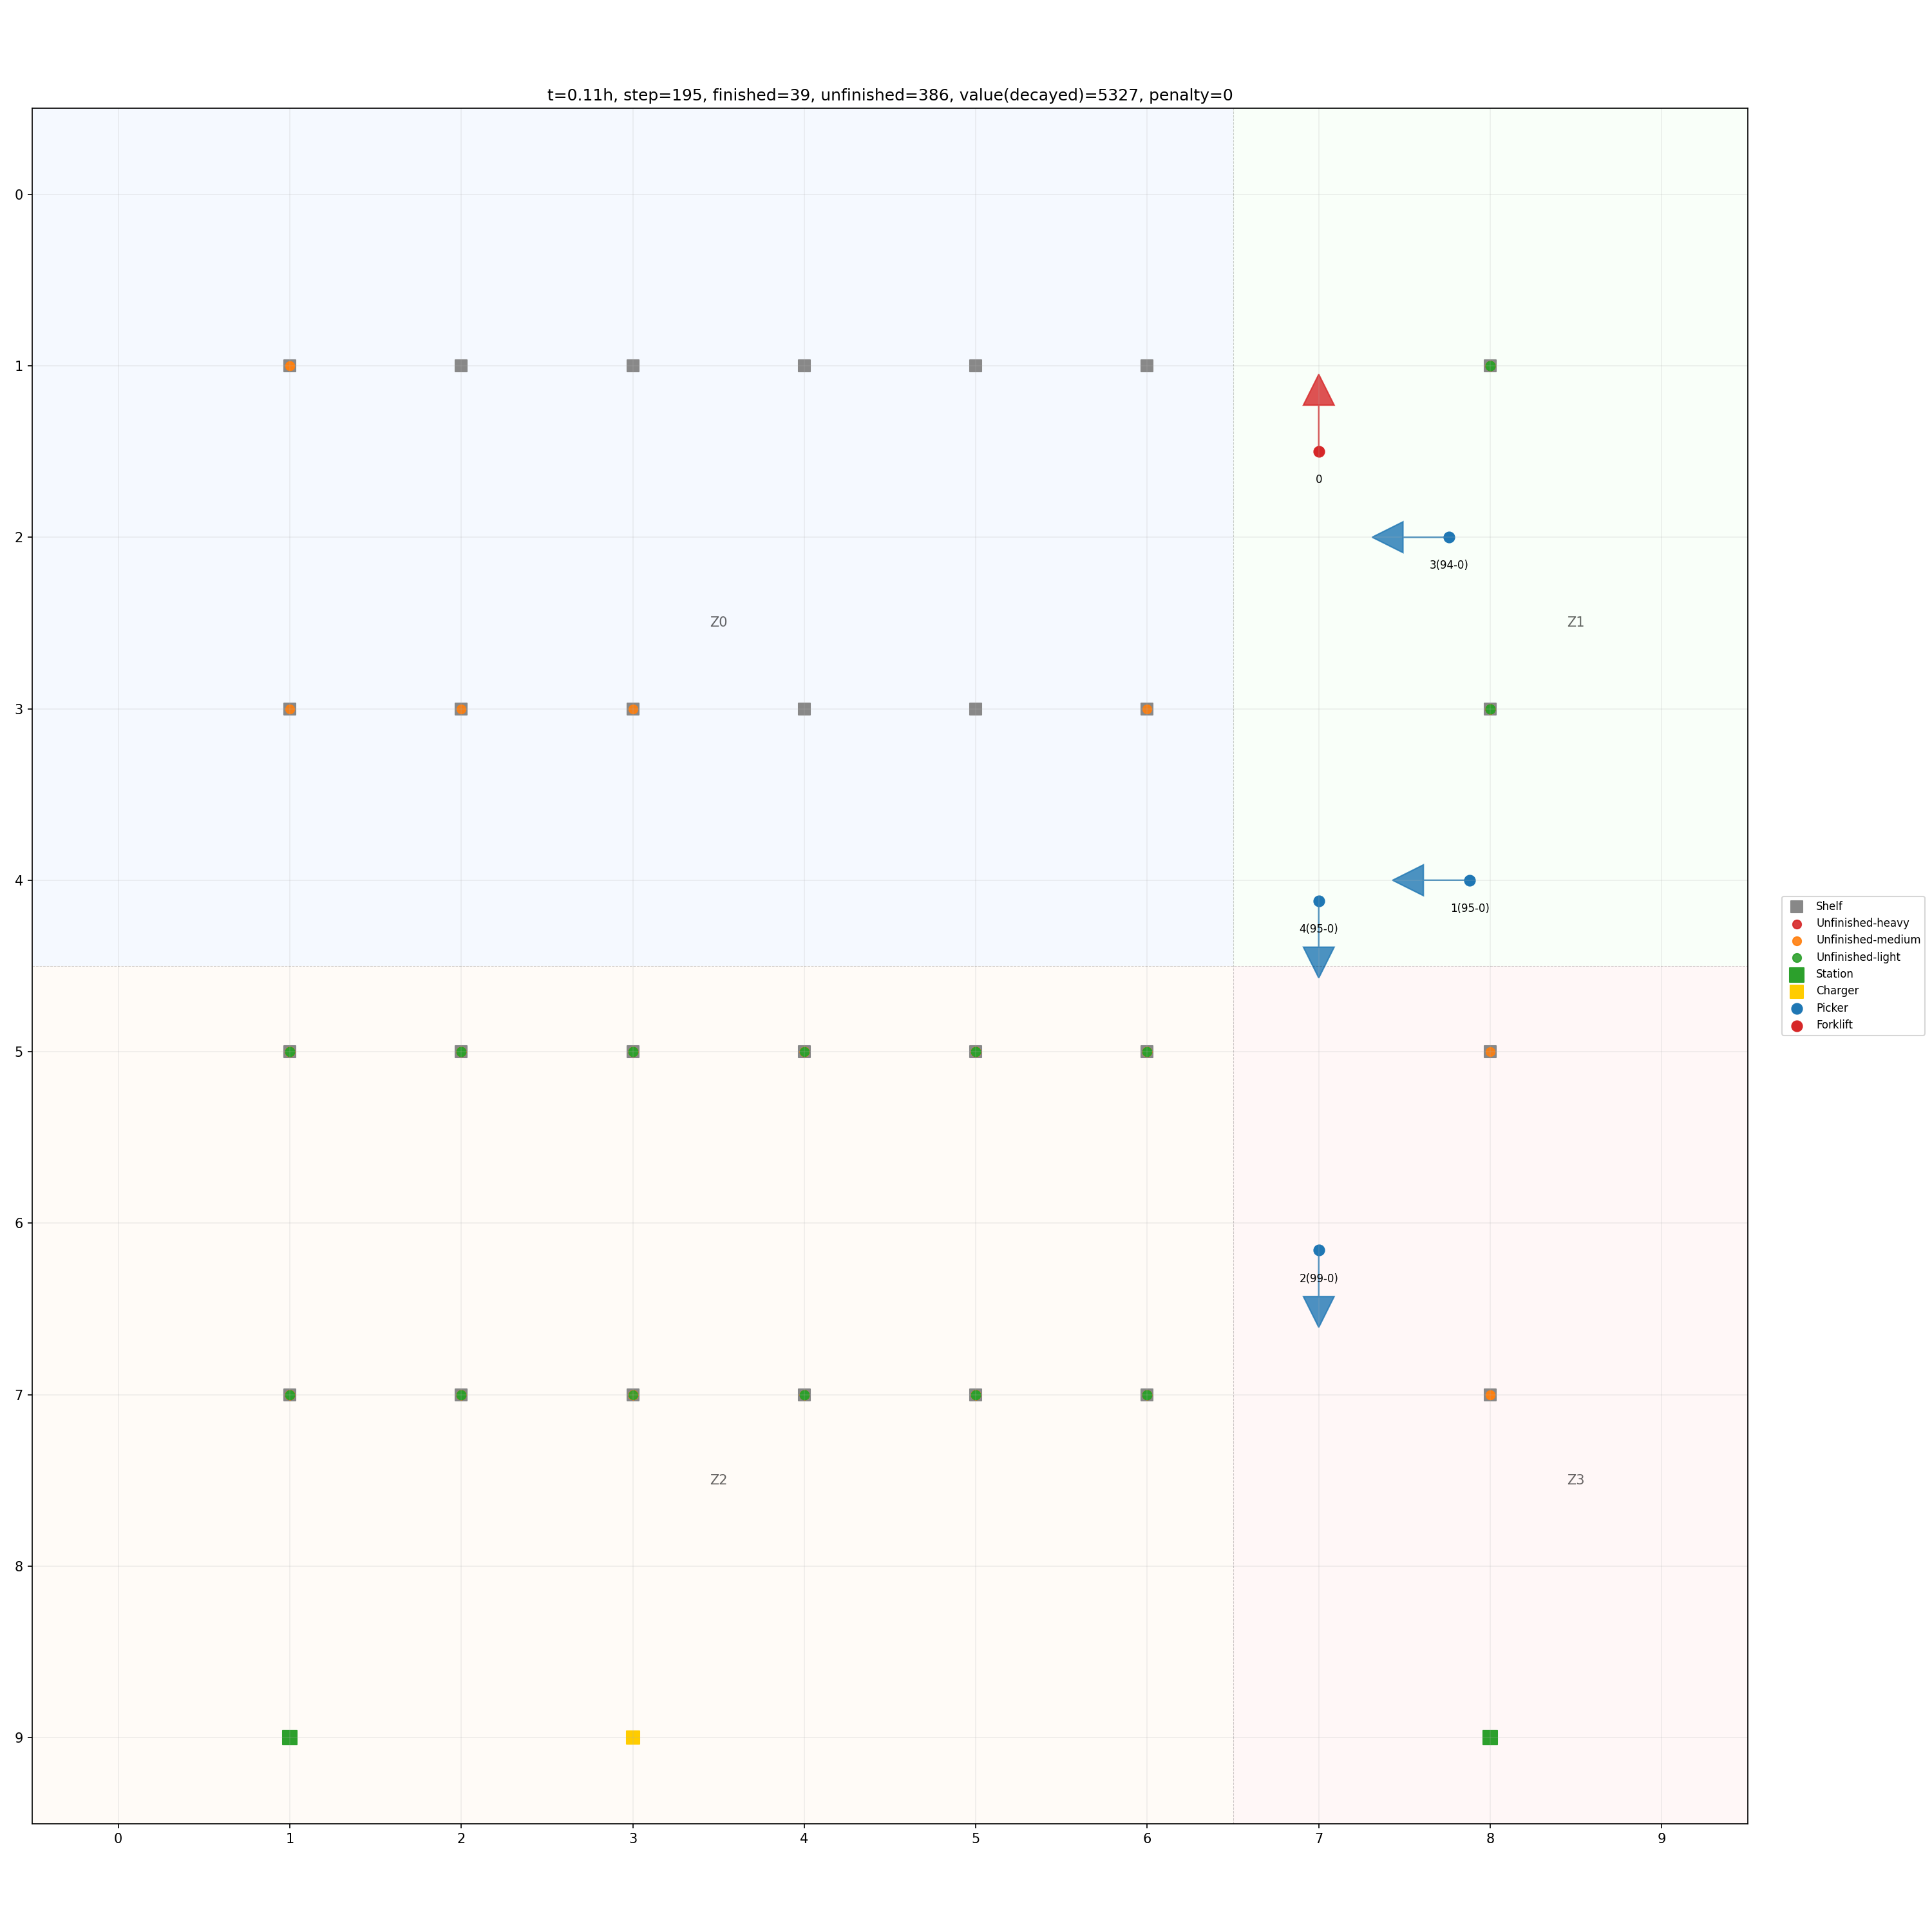 t=0.11h, step=195, finished=39, unfinished=386, value(decayed)=5327, penalty=0
0
1
2
3
4
5
6
7
8
9
0
3(94-0)
Z0
Z1
1(95-0)
4(95-0)
2(99-0)
Z2
Z3
0 1 2 3 4 5 6 7 8 9
Shelf
Unfinished-heavy
Unfinished-medium
Unfinished-light
Station
Charger
Picker
Forklift